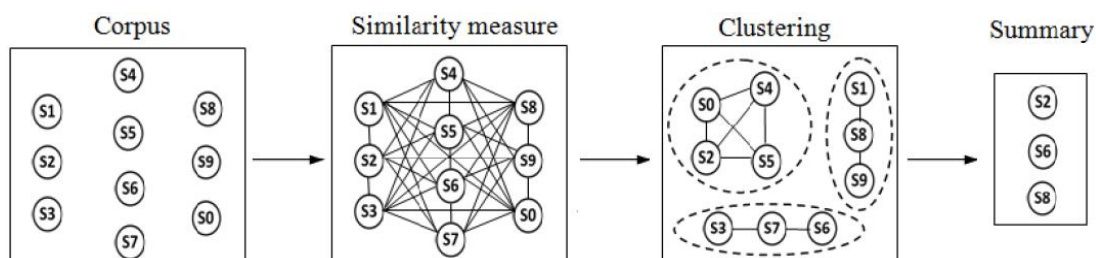 Corpus
Similarity measure
Clustering
Summary
S4
S1
S8
S5
S2
S9
S6
S3
S0
S7
S4
S1
S8
S5
S2
S9
S6
S3
S0
S7
S4
S0
S2
S5
S1
S8
S9
S3
S7
S6
S2
S6
S8